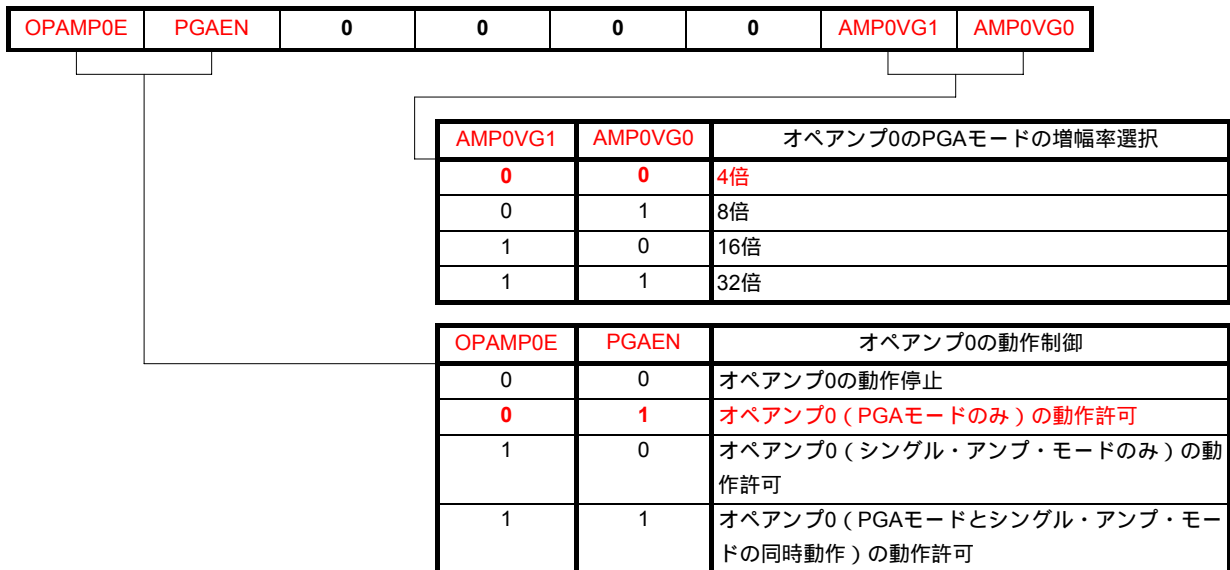 OPAMP0E PGAEN 0 0 0 0 AMP0VG1 AMP0VG0
AMP0VG1 AMP0VG0 オペアンプ0のPGAモードの増幅率選択
0 0 4倍
0 1 8倍
1 0 16倍
1 1 32倍
OPAMP0E PGAEN オペアンプ0の動作制御
0 0 オペアンプ0の動作停止
0 1 オペアンプ0（PGAモードのみ）の動作許可
1 0 オペアンプ0（シングル・アンプ・モードのみ）の動
作許可
1 1 オペアンプ0（PGAモードとシングル・アンプ・モー
ドの同時動作）の動作許可